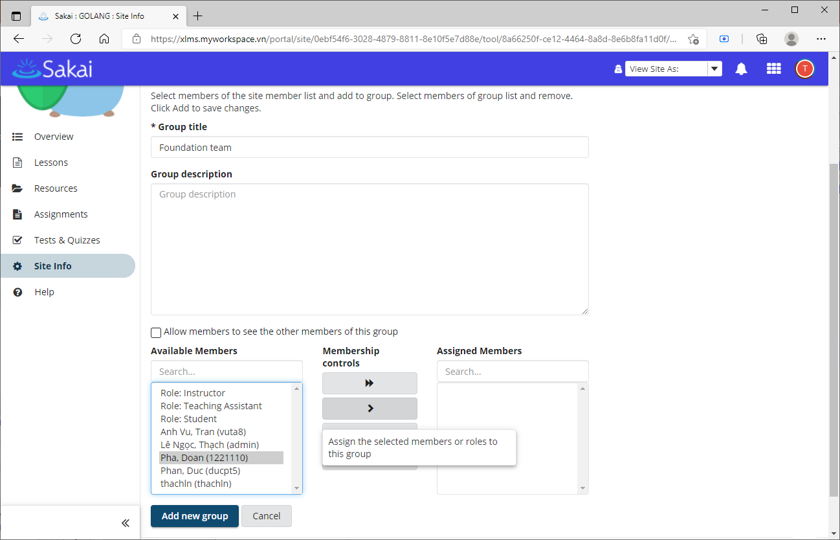 Sakai : GOLANG : Site Info
https://xlms.myworkspace.vn/portal/site/0ebf54f6-3028-4879-8811-8e10f5e7d88e/tool/8a66250f-ce12-4464-8a8d-8e6b8fa11d0f/...
Sakai
View Site As:
T
Overview
Lessons
Resources
Assignments
Tests & Quizzes
Site Info
Help
Select members of the site member list and add to group. Select members of group list and remove.
Click Add to save changes.
* Group title
Foundation team
Group description
Group description
Allow members to see the other members of this group
Available Members
Search...
Role: Instructor
Role: Teaching Assistant
Role: Student
Anh Vu, Tran (vuta8)
Lê Ngọc, Thạch (admin)
Pha, Doan (1221110)
Phan, Duc (ducpt5)
thachln (thachln)
Membership
controls
Assign the selected members or roles to
this group
Assigned Members
Search...
Add new group
Cancel